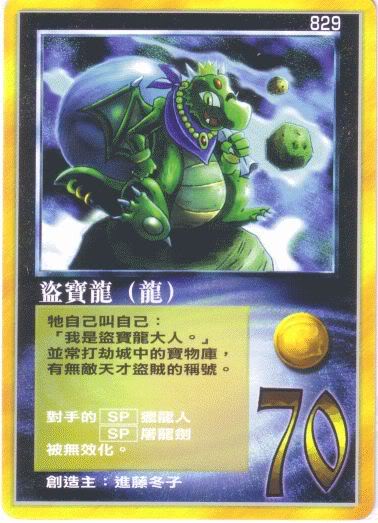 829
盜寶龍（龍）
牠自己叫自己：
「我是盜寶龍大人。」
並常打劫城中的寶物庫，
有無敵天才盜賊的稱號。
對手的 SP 獵龍人
SP 屠龍劍
被無效化。
70
創造主：進藤冬子